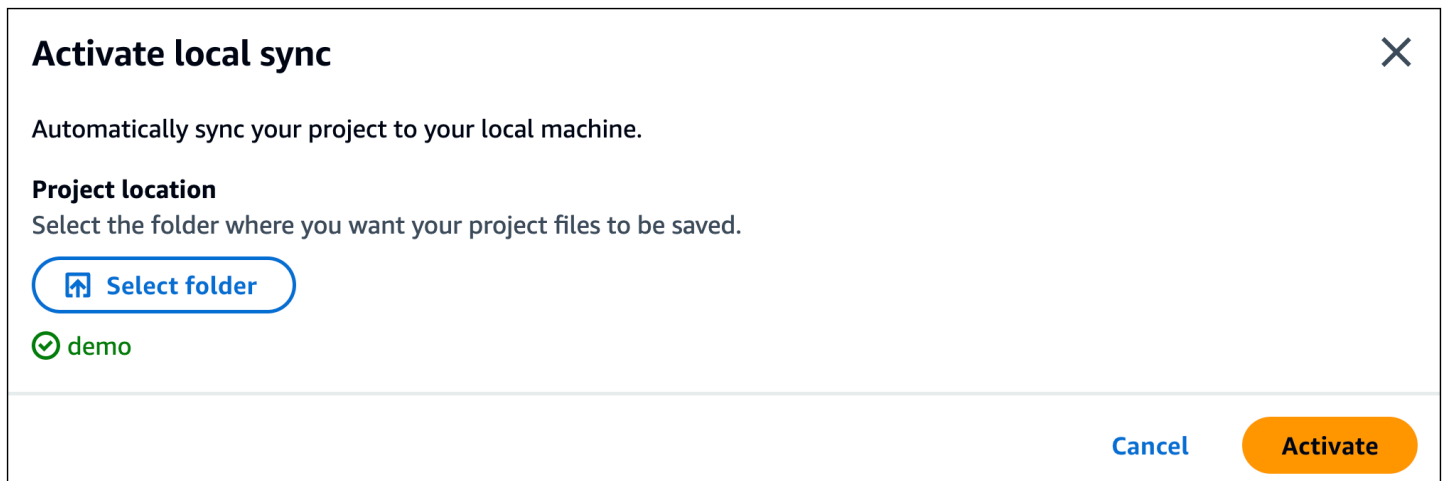 Activate local sync
Automatically sync your project to your local machine.
Project location
Select the folder where you want your project files to be saved.
Select folder
demo
Cancel
Activate